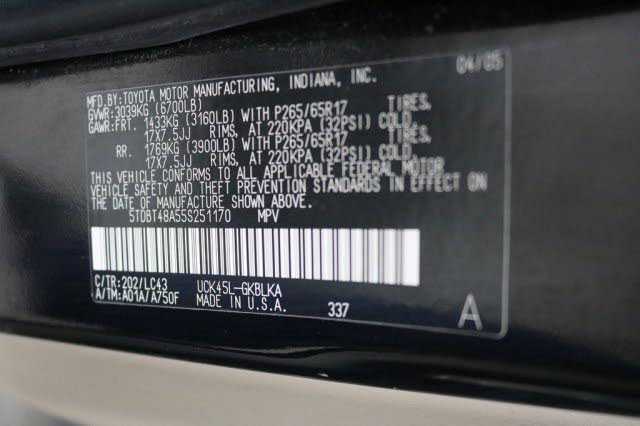 04/05
MFD.BY:TOYOTA MOTOR MANUFACTURING, INDIANA, INC.
GVWR:3039KG (6700LB)
GAWR:FRT. 1433KG (3160LB) WITH P265/65R17 TIRES,
17X7.5JJ RIMS, AT 220KPA (32PSI) COLD.
RR. 1769KG (3900LB) WITH P265/65R17 TIRES,
17X7.5JJ RIMS, AT 220KPA (32PSI) COLD.
THIS VEHICLE CONFORMS TO ALL APPLICABLE FEDERAL MOTOR
VEHICLE SAFETY AND THEFT PREVENTION STANDARDS IN EFFECT ON
THE DATE OF MANUFACTURE SHOWN ABOVE.
5TDBT48A55S251170 MPV
C/TR:202/LC43 UCK45L-GKBLKA
A/TM:A01A/A750F MADE IN U.S.A. 337 A